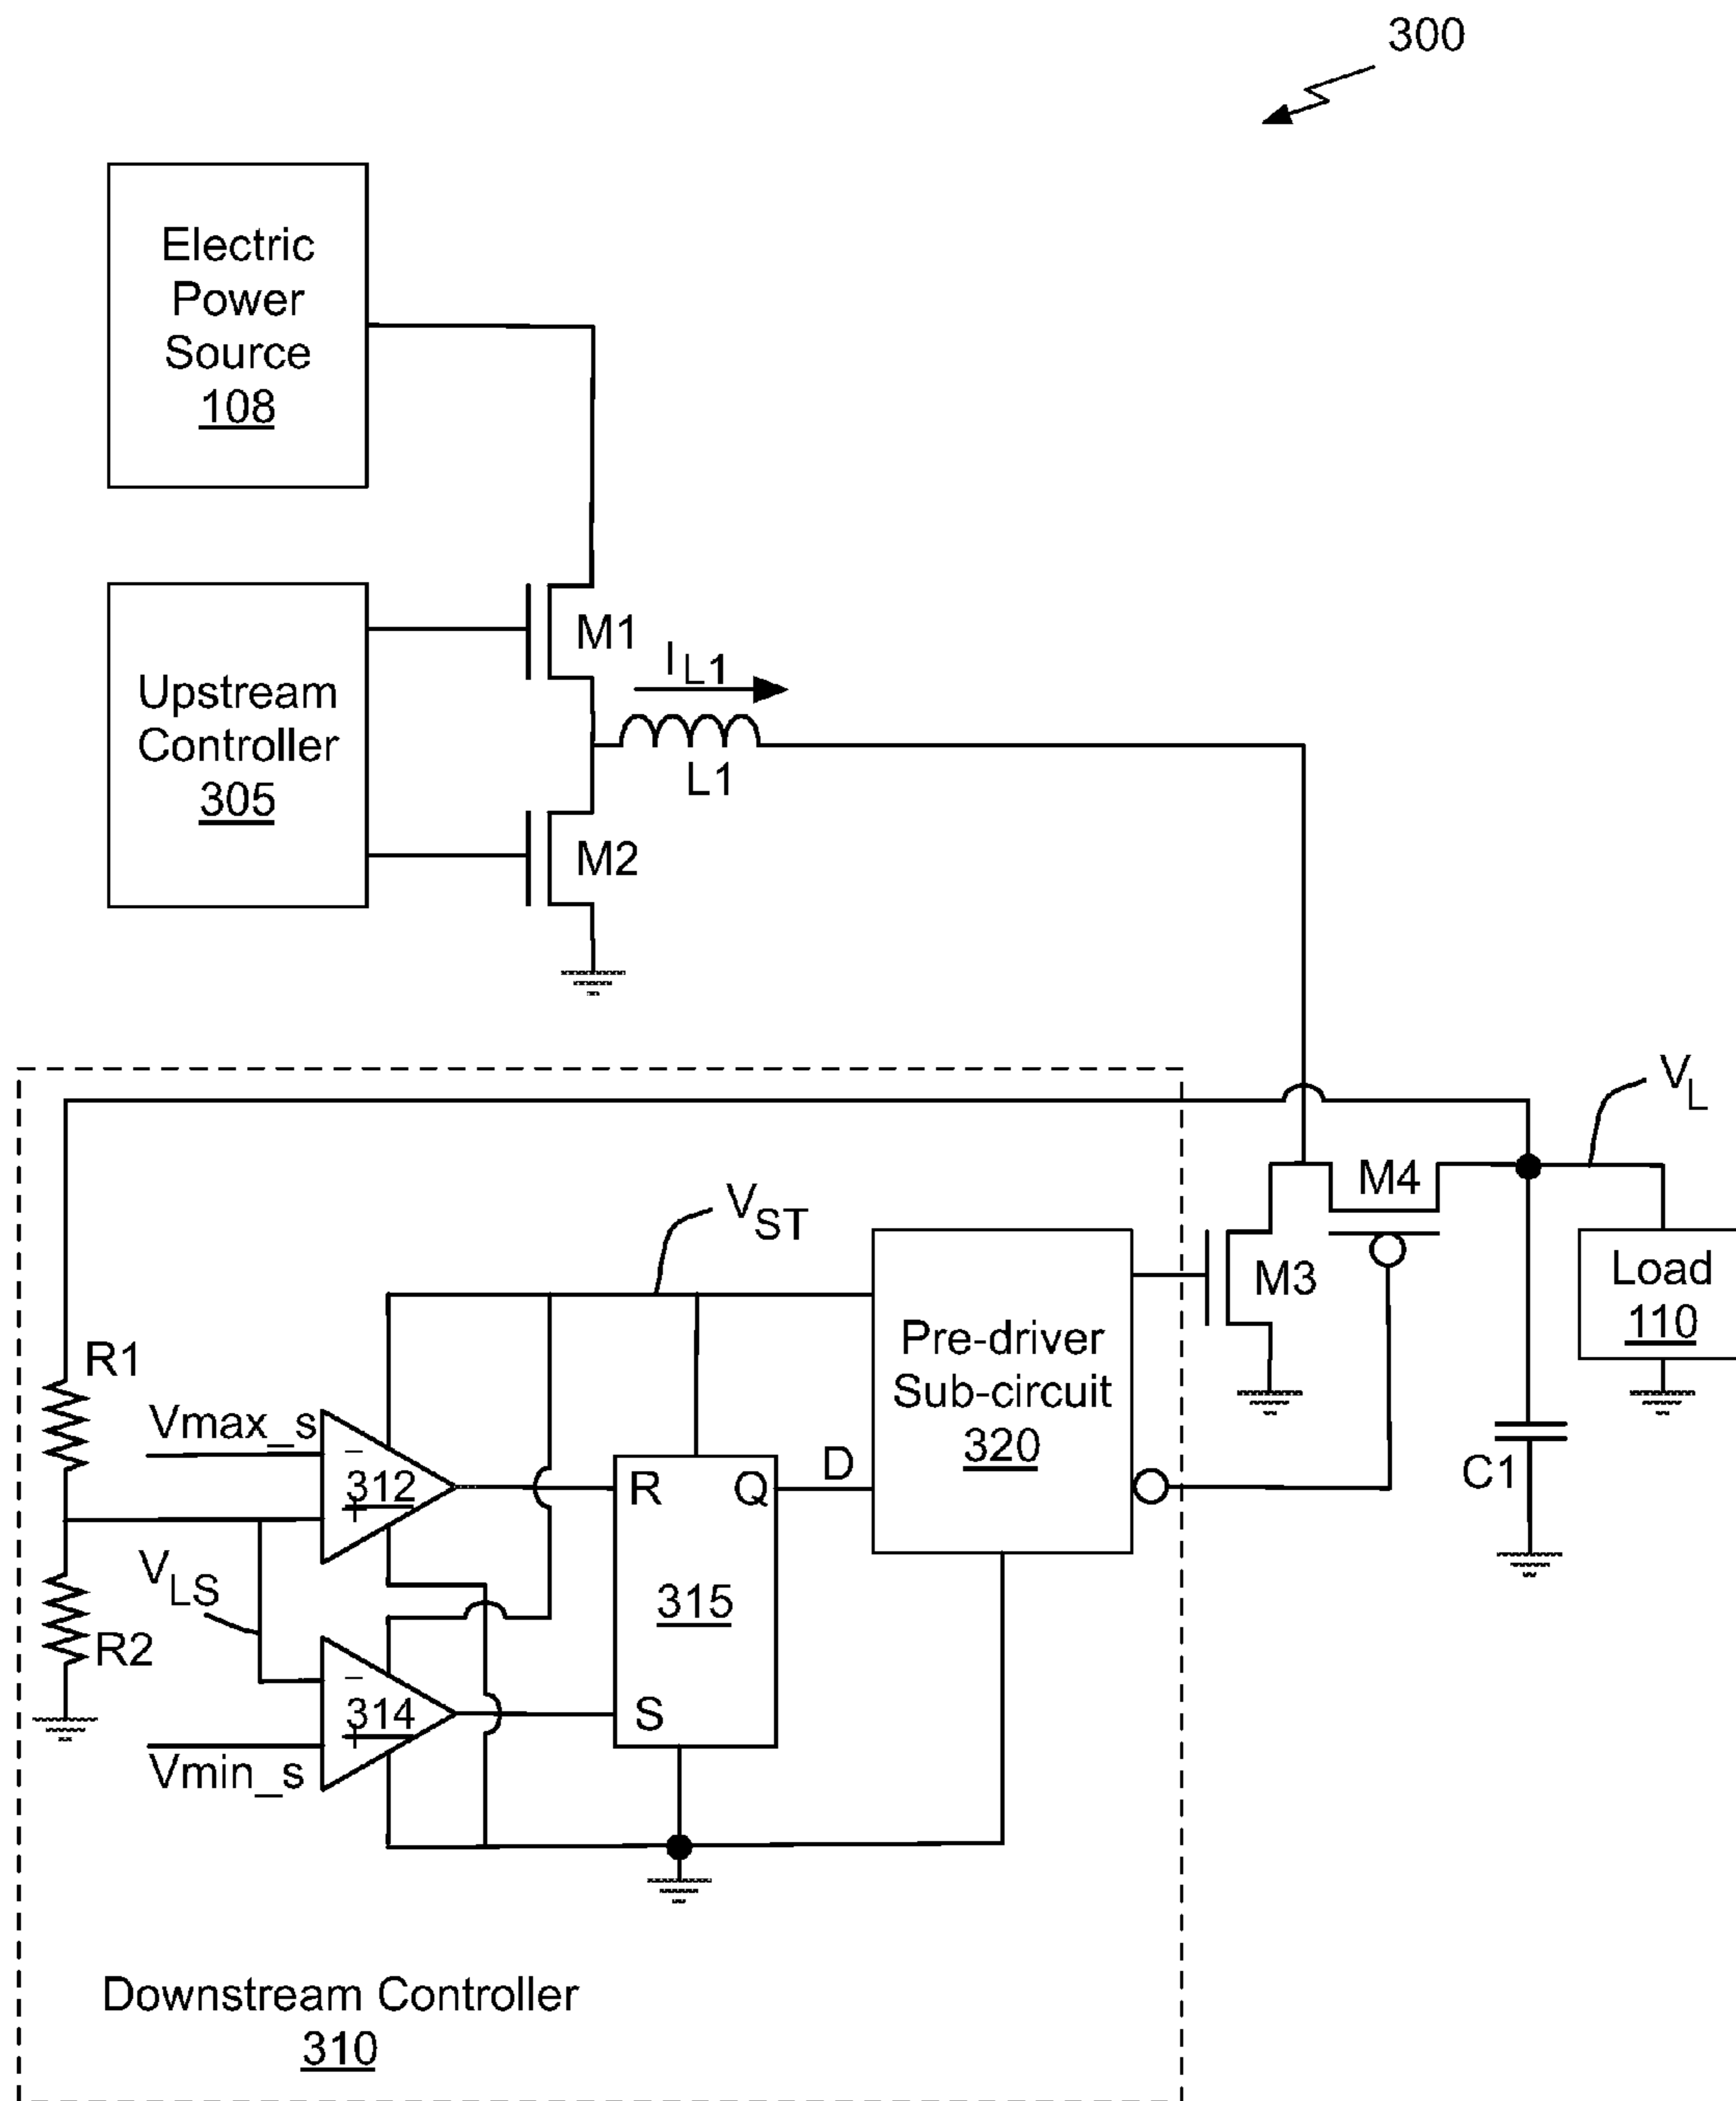 300
Electric
Power
Source
108
Upstream
Controller
305
M1
I L1
L1
M2
V L
M4
V ST
M3
Load
110
Pre-driver
Sub-circuit
320
R1
Vmax_s
−
312
+
R
Q
D
C1
V LS
315
R2
−
314
+
S
Vmin_s
Downstream Controller
310